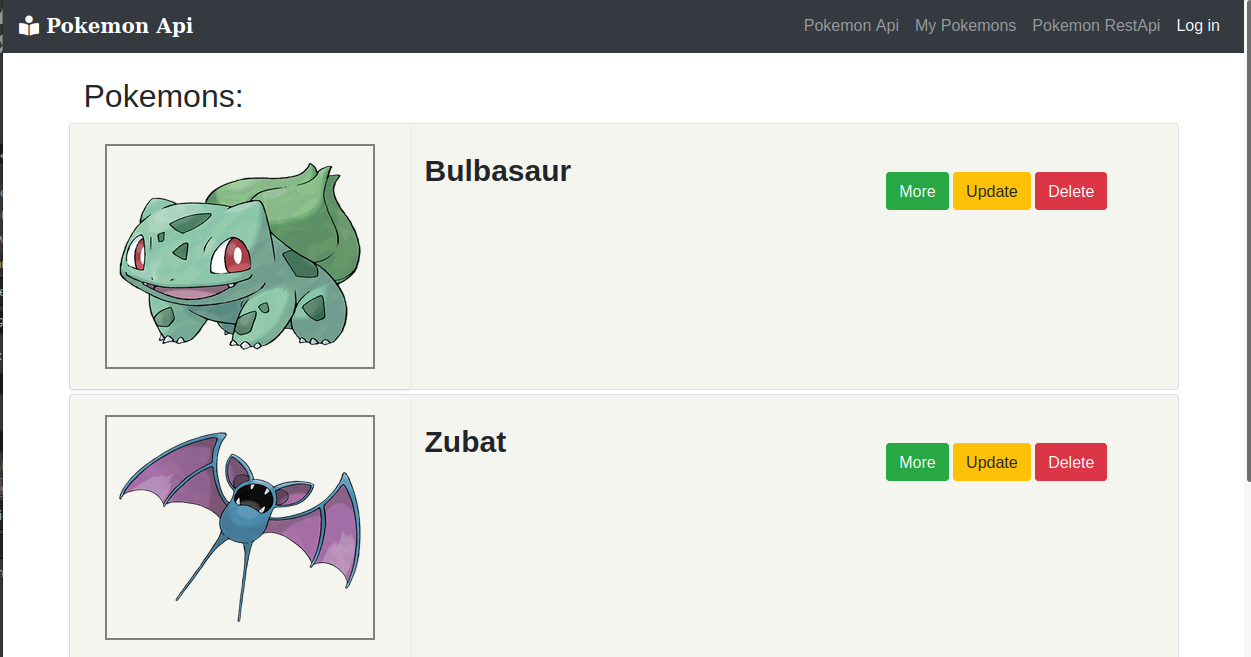 Pokemon Api
Pokemon Api My Pokemons Pokemon RestApi Log in
Pokemons:
Bulbasaur
More Update Delete
Zubat
More Update Delete